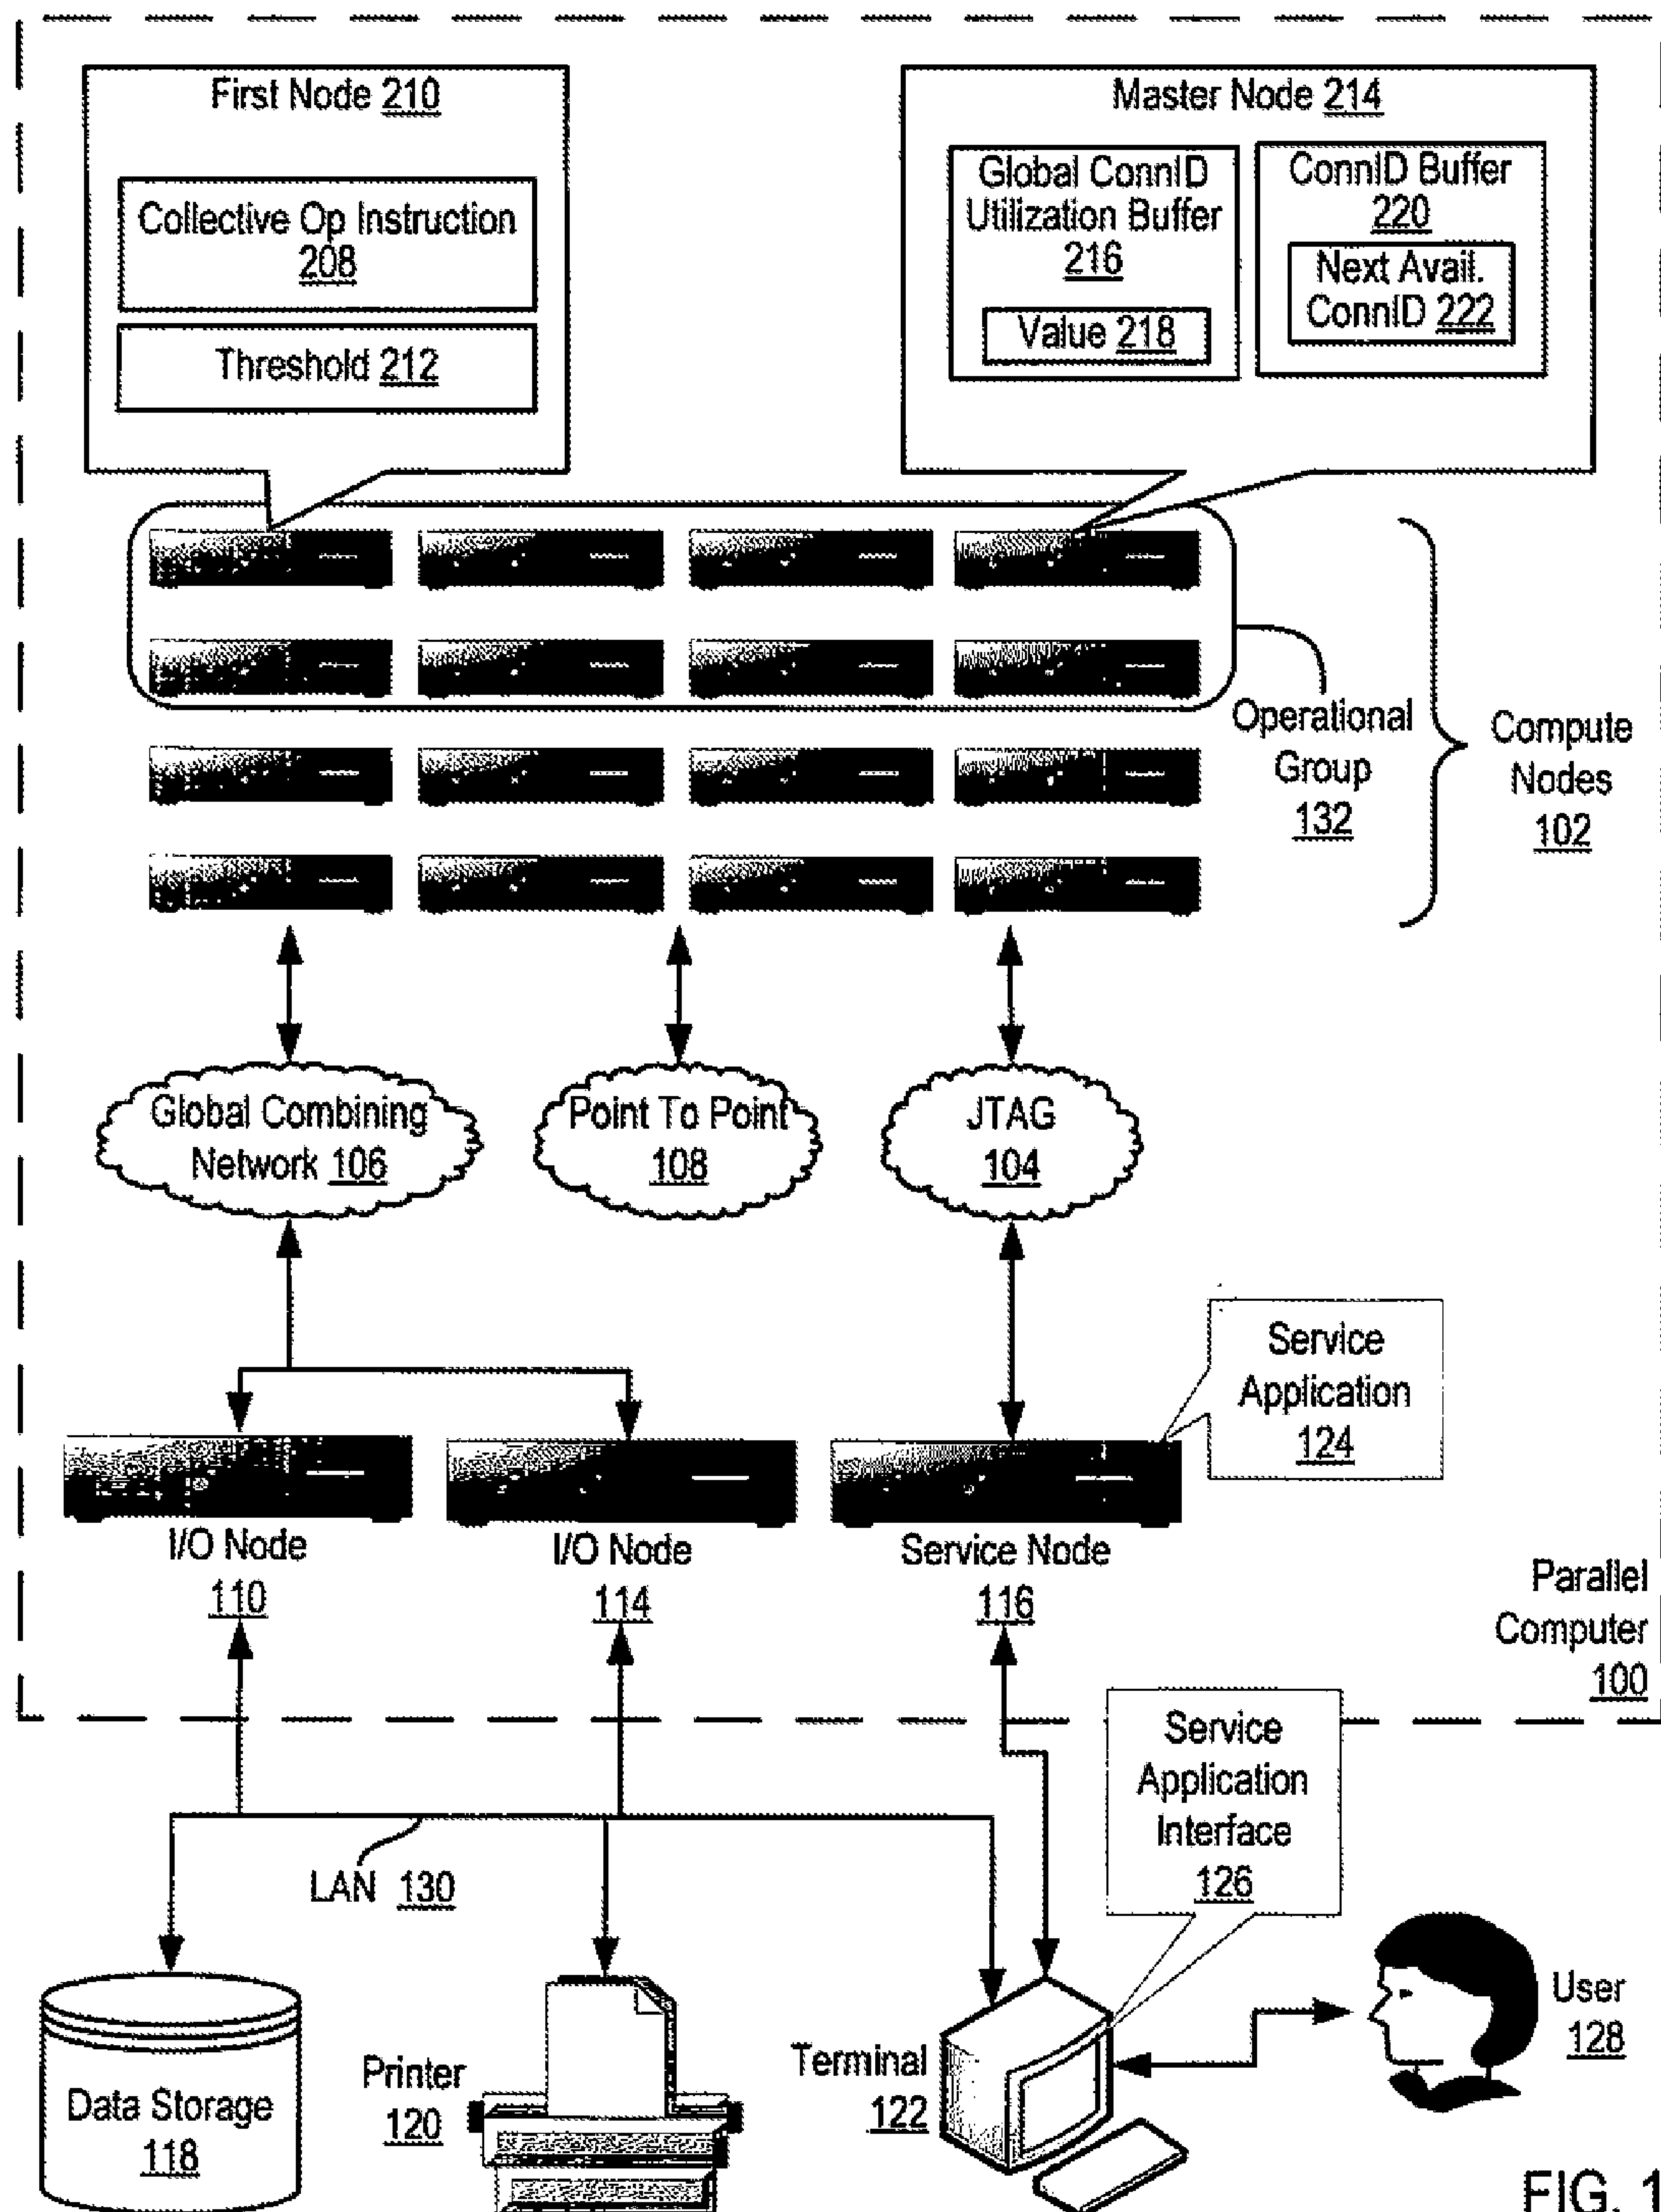 First Node 210
Collective Op Instruction
208
Threshold 212
Master Node 214
Global ConnID
Utilization Buffer
216
Value 218
ConnID Buffer
220
Next Avail.
ConnID 222
Operational
Group
132
Compute
Nodes
102
Global Combining
Network 106
Point To Point
108
JTAG
104
Service
Application
124
I/O Node
110
I/O Node
114
Service Node
116
Parallel
Computer
100
Service
Application
Interface
126
LAN 130
Data Storage
118
Printer
120
Terminal
122
User
128
FIG. 1